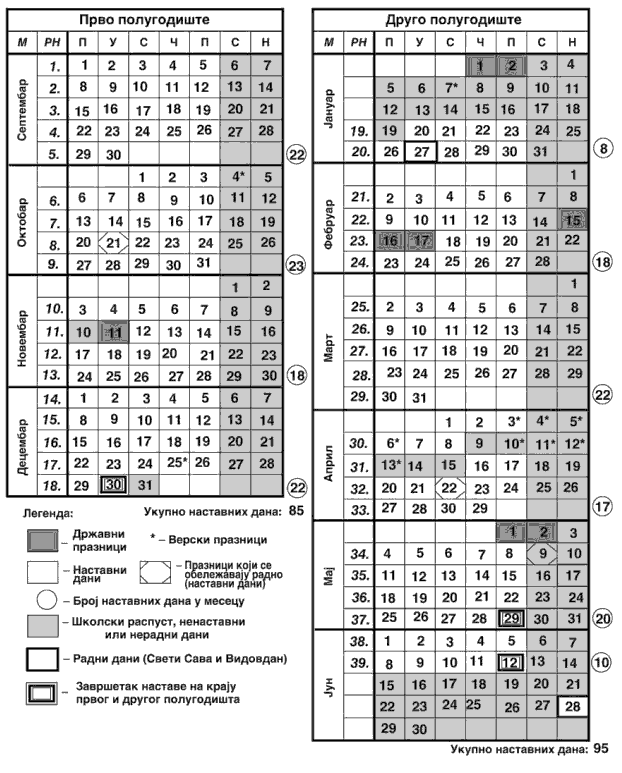 Прво полугодиште
М РН П У С Ч П С Н
Септембар
1. 1 2 3 4 5 6 7
2. 8 9 10 11 12 13 14
3. 15 16 17 18 19 20 21
4. 22 23 24 25 26 27 28
5. 29 30
22
Октобар
1 2 3 4* 5
6. 6 7 8 9 10 11 12
7. 13 14 15 16 17 18 19
8. 20 21 22 23 24 25 26
9. 27 28 29 30 31
23
Новембар
1 2
10. 3 4 5 6 7 8 9
11. 10 11 12 13 14 15 16
12. 17 18 19 20 21 22 23
13. 24 25 26 27 28 29 30
18
Децембар
14. 1 2 3 4 5 6 7
15. 8 9 10 11 12 13 14
16. 15 16 17 18 19 20 21
17. 22 23 24 25* 26 27 28
18. 29 30 31
22
Легенда: Укупно наставних дана: 85
– Државни празници
* – Верски празници
– Наставни дани
– Празници који се обележавају радно (наставни дани)
– Број наставних дана у месецу
– Школски распуст, ненаставни или нерадни дани
– Радни дани (Свети Сава и Видовдан)
– Завршетак наставе на крају првог и другог полугодишта
Друго полугодиште
М РН П У С Ч П С Н
Јануар
1 2 3 4
5 6 7* 8 9 10 11
12 13 14 15 16 17 18
19. 19 20 21 22 23 24 25
20. 26 27 28 29 30 31
8
Фебруар
1
21. 2 3 4 5 6 7 8
22. 9 10 11 12 13 14 15
23. 16 17 18 19 20 21 22
24. 23 24 25 26 27 28
18
Март
1
25. 2 3 4 5 6 7 8
26. 9 10 11 12 13 14 15
27. 16 17 18 19 20 21 22
28. 23 24 25 26 27 28 29
29. 30 31
22
Април
1 2 3* 4* 5*
30. 6* 7 8 9 10* 11* 12*
31. 13* 14 15 16 17 18 19
32. 20 21 22 23 24 25 26
33. 27 28 29 29
17
Мај
1 2 3
34. 4 5 6 7 8 9 10
35. 11 12 13 14 15 16 17
36. 18 19 20 21 22 23 24
37. 25 26 27 28 29 30 31
20
Јун
38. 1 2 3 4 5 6 7
39. 8 9 10 11 12 13 14
15 16 17 18 19 20 21
22 23 24 25 26 27 28
29 30
10
Укупно наставних дана: 95